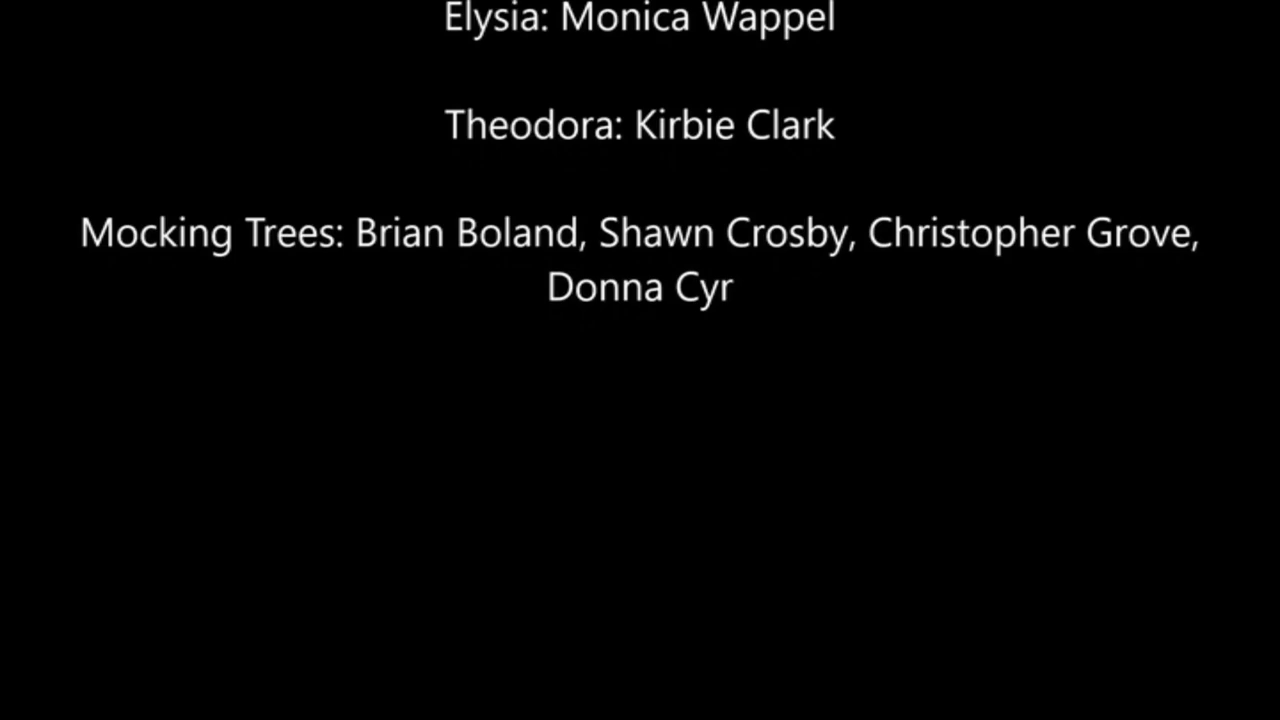 Elysia: Monica Wappel
Theodora: Kirbie Clark
Mocking Trees: Brian Boland, Shawn Crosby, Christopher Grove,
Donna Cyr